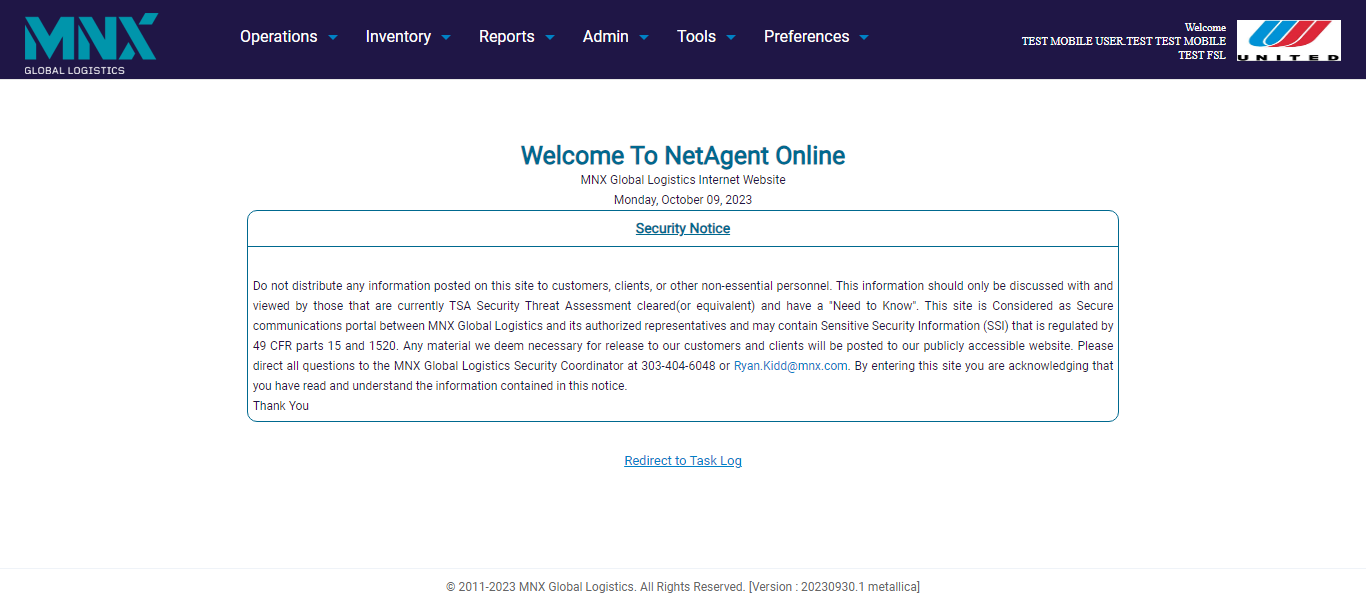 MNX
GLOBAL LOGISTICS
Operations Inventory Reports Admin Tools Preferences
Welcome
TEST MOBILE USER.TEST TEST MOBILE
TEST FSL
UNITED
Welcome To NetAgent Online
MNX Global Logistics Internet Website
Monday, October 09, 2023
Security Notice
Do not distribute any information posted on this site to customers, clients, or other non-essential personnel. This information should only be discussed with and
viewed by those that are currently TSA Security Threat Assessment cleared(or equivalent) and have a "Need to Know". This site is Considered as Secure
communications portal between MNX Global Logistics and its authorized representatives and may contain Sensitive Security Information (SSI) that is regulated by
49 CFR parts 15 and 1520. Any material we deem necessary for release to our customers and clients will be posted to our publicly accessible website. Please
direct all questions to the MNX Global Logistics Security Coordinator at 303-404-6048 or Ryan.Kidd@mnx.com. By entering this site you are acknowledging that
you have read and understand the information contained in this notice.
Thank You
Redirect to Task Log
© 2011-2023 MNX Global Logistics. All Rights Reserved. [Version : 20230930.1 metallica]